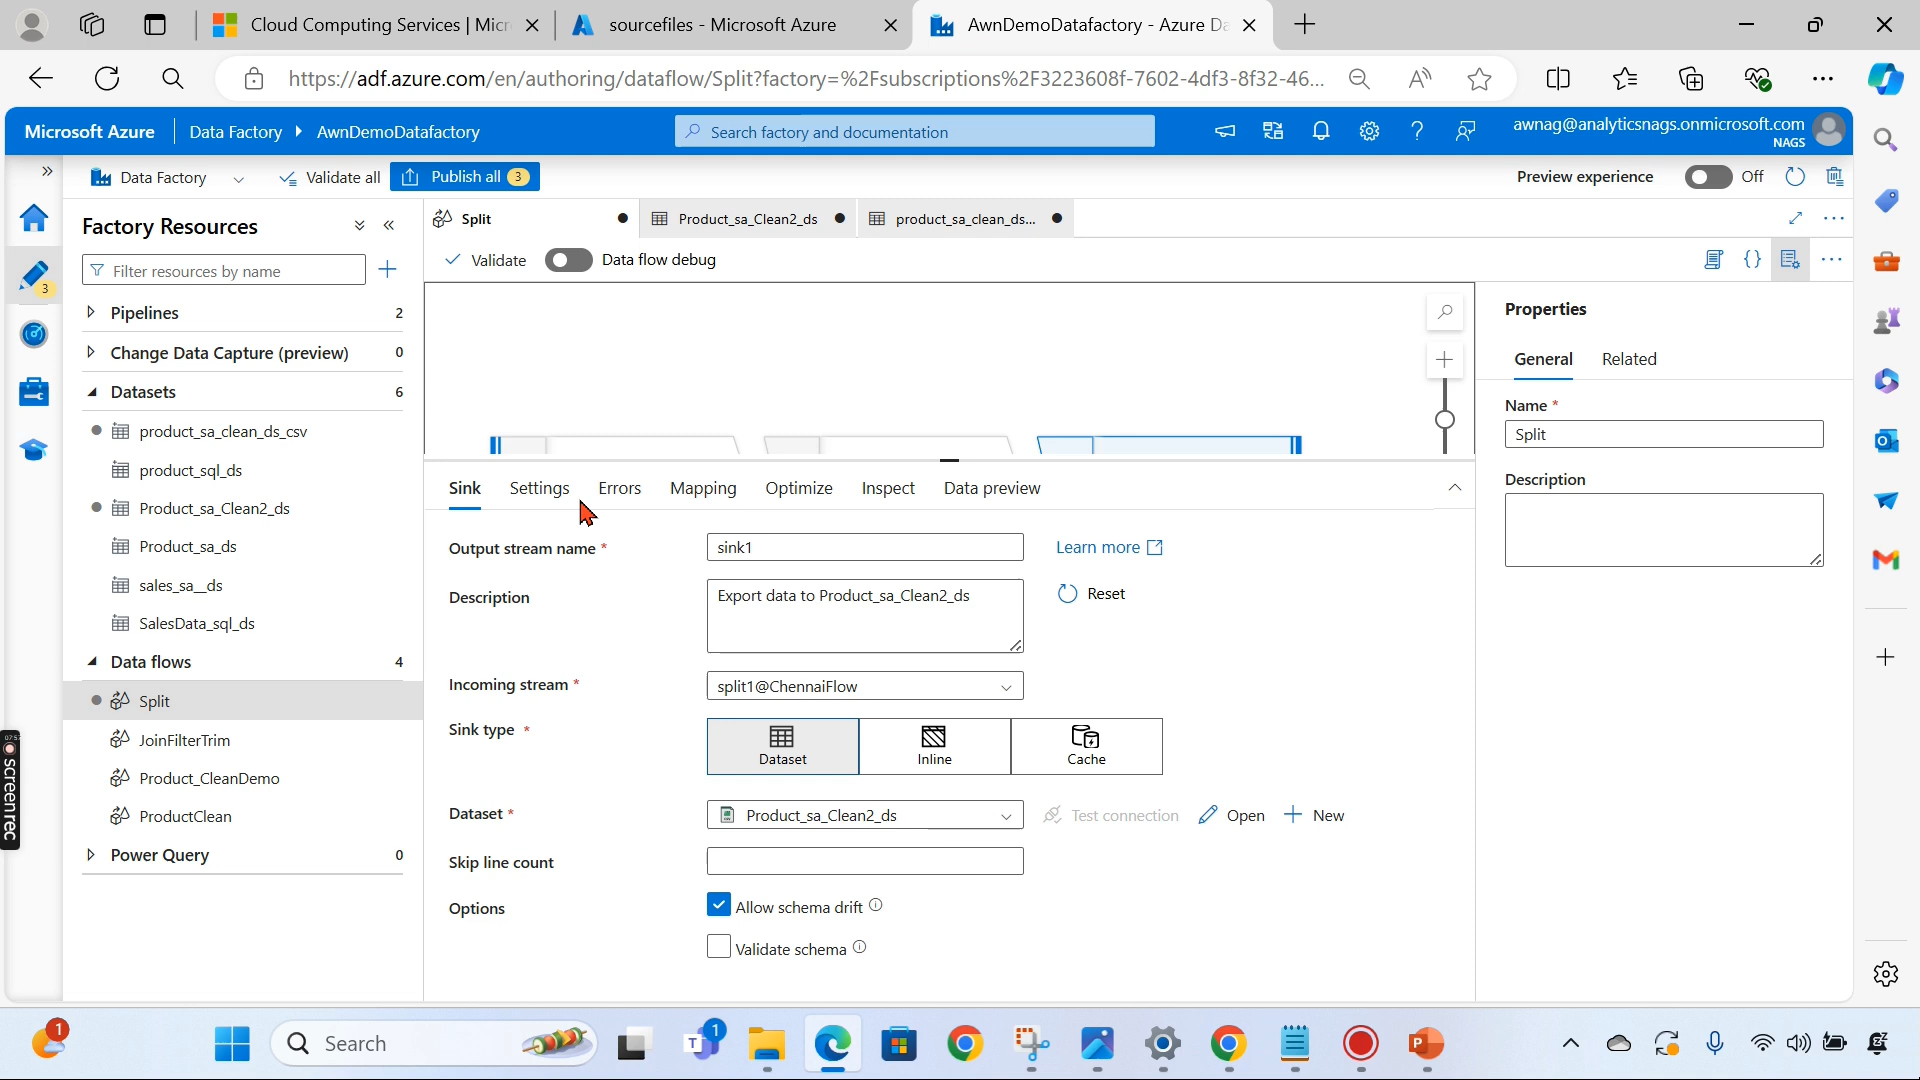 Cloud Computing Services | Micr
sourcefiles - Microsoft Azure
AwnDemoDatafactory - Azure Da
https://adf.azure.com/en/authoring/dataflow/Split?factory=%2Fsubscriptions%2F3223608f-7602-4df3-8f32-46...
Microsoft Azure
Data Factory
AwnDemoDatafactory
Search factory and documentation
awnag@analyticsnags.onmicrosoft.com
NAGS
Data Factory
Validate all
Publish all 3
Preview experience
Off
Factory Resources
Filter resources by name
3
Pipelines 2
Change Data Capture (preview) 0
Datasets 6
product_sa_clean_ds_csv
product_sql_ds
Product_sa_Clean2_ds
Product_sa_ds
sales_sa__ds
SalesData_sql_ds
Data flows 4
Split
JoinFilterTrim
Product_CleanDemo
ProductClean
Power Query 0
Split
Product_sa_Clean2_ds
product_sa_clean_ds...
Validate
Data flow debug
Sink
Settings
Errors
Mapping
Optimize
Inspect
Data preview
Output stream name *
sink1
Learn more
Description
Export data to Product_sa_Clean2_ds
Reset
Incoming stream *
split1@ChennaiFlow
Sink type *
Dataset
Inline
Cache
Dataset *
Product_sa_Clean2_ds
Test connection
Open
New
Skip line count
Options
Allow schema drift
Validate schema
Properties
General
Related
Name *
Split
Description
screenrec
1
Search
1